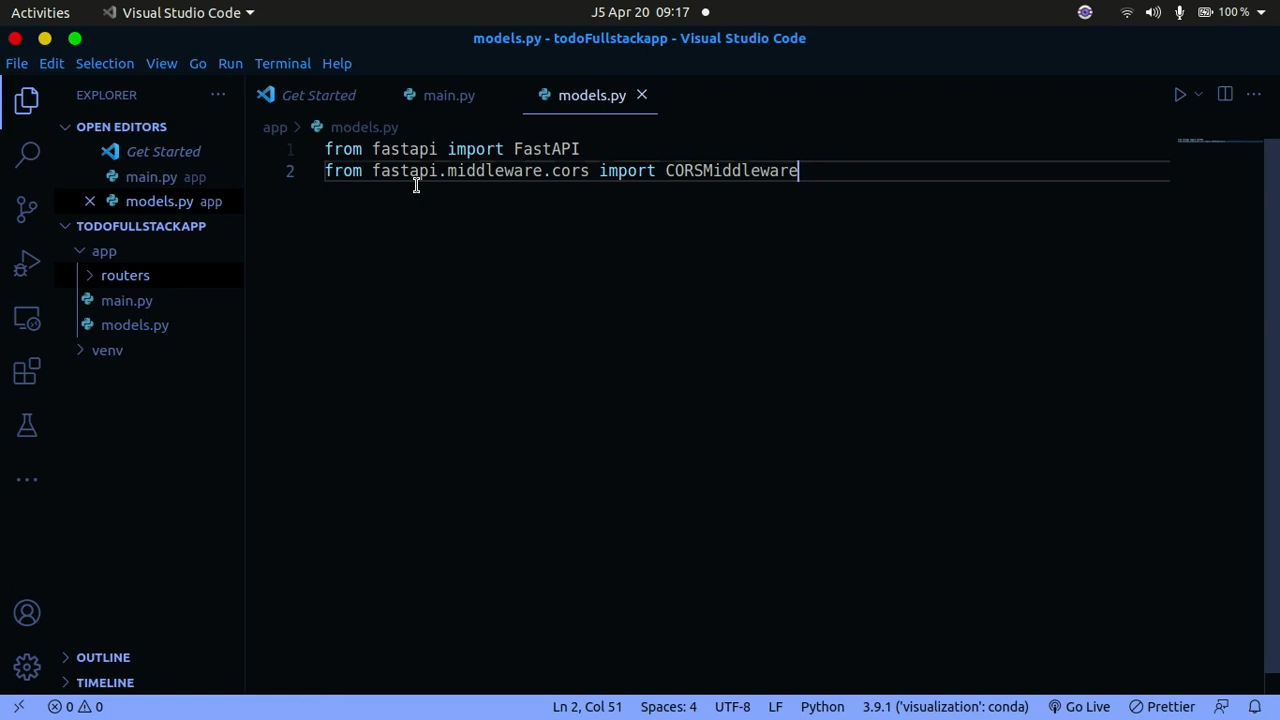 Activities
Visual Studio Code
J5 Apr 20 09:17
100 %
models.py - todoFullstackapp - Visual Studio Code
File Edit Selection View Go Run Terminal Help
EXPLORER
Get Started
main.py
models.py
OPEN EDITORS
app
models.py
Get Started
main.py app
models.py app
TODOFULLSTACKAPP
app
routers
main.py
models.py
venv
1 from fastapi import FastAPI
2 from fastapi.middleware.cors import CORSMiddleware
OUTLINE
TIMELINE
0 0
Ln 2, Col 51
Spaces: 4
UTF-8
LF
Python
3.9.1 ('visualization': conda)
Go Live
Prettier